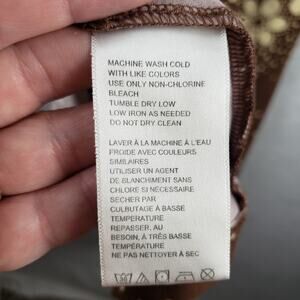 MACHINE WASH COLD
WITH LIKE COLORS
USE ONLY NON-CHLORINE
BLEACH
TUMBLE DRY LOW
LOW IRON AS NEEDED
DO NOT DRY CLEAN
LAVER À LA MACHINE À L'EAU
FROIDE AVEC COULEURS
SIMILAIRES
UTILISER UN AGENT
DE BLANCHIMENT SANS
CHLORE SI NÉCESSAIRE
SECHER PAR
CULBUTAGE À BASSE
TEMPERATURE
REPASSER, AU
BESOIN, À TRÈS BASSE
TEMPÉRATURE
NE PAS NETTOYER À SEC